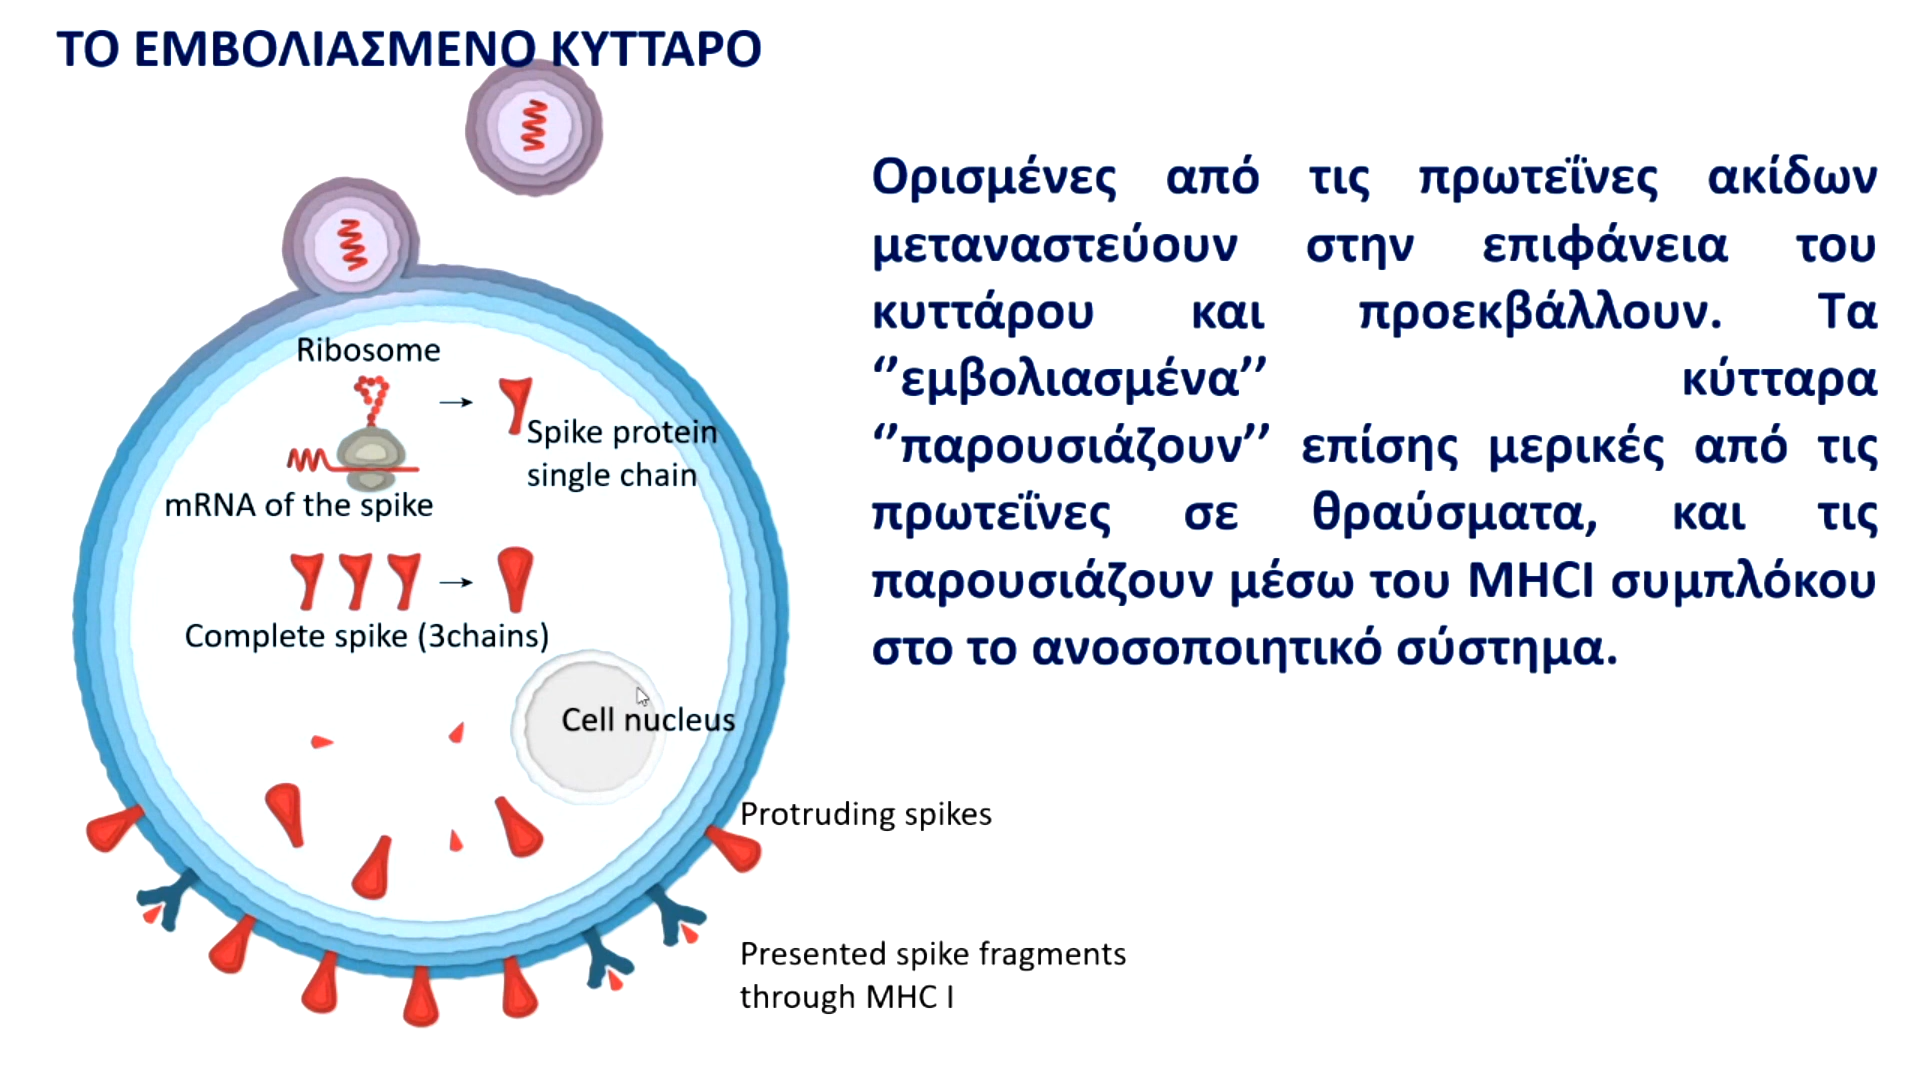 ΤΟ ΕΜΒΟΛΙΑΣΜΕΝΟ ΚΥΤΤΑΡΟ
Ορισμένες από τις πρωτεΐνες ακίδων
μεταναστεύουν στην επιφάνεια του
κυττάρου και προεκβάλλουν. Τα
‘’εμβολιασμένα’’ κύτταρα
‘’παρουσιάζουν’’ επίσης μερικές από τις
πρωτεΐνες σε θραύσματα, και τις
παρουσιάζουν μέσω του MHCI συμπλόκου
στο το ανοσοποιητικό σύστημα.
Ribosome
Spike protein
single chain
mRNA of the spike
Complete spike (3chains)
Cell nucleus
Protruding spikes
Presented spike fragments
through MHC I